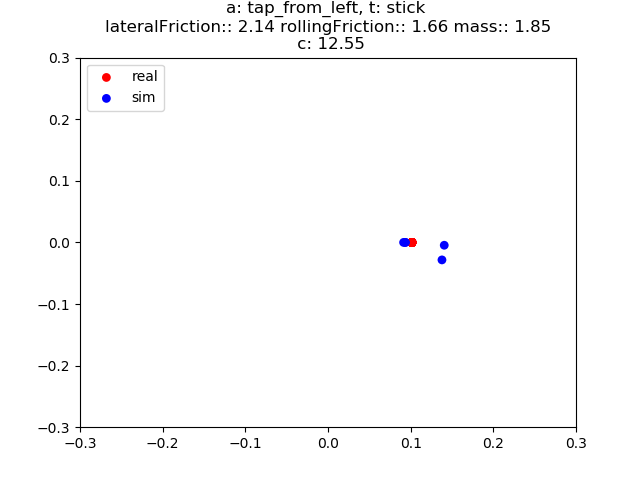 a: tap_from_left, t: stick
lateralFriction:: 2.14 rollingFriction:: 1.66 mass:: 1.85
c: 12.55
real
sim
0.3
0.2
0.1
0.0
−0.1
−0.2
−0.3
−0.3
−0.2
−0.1
0.0
0.1
0.2
0.3